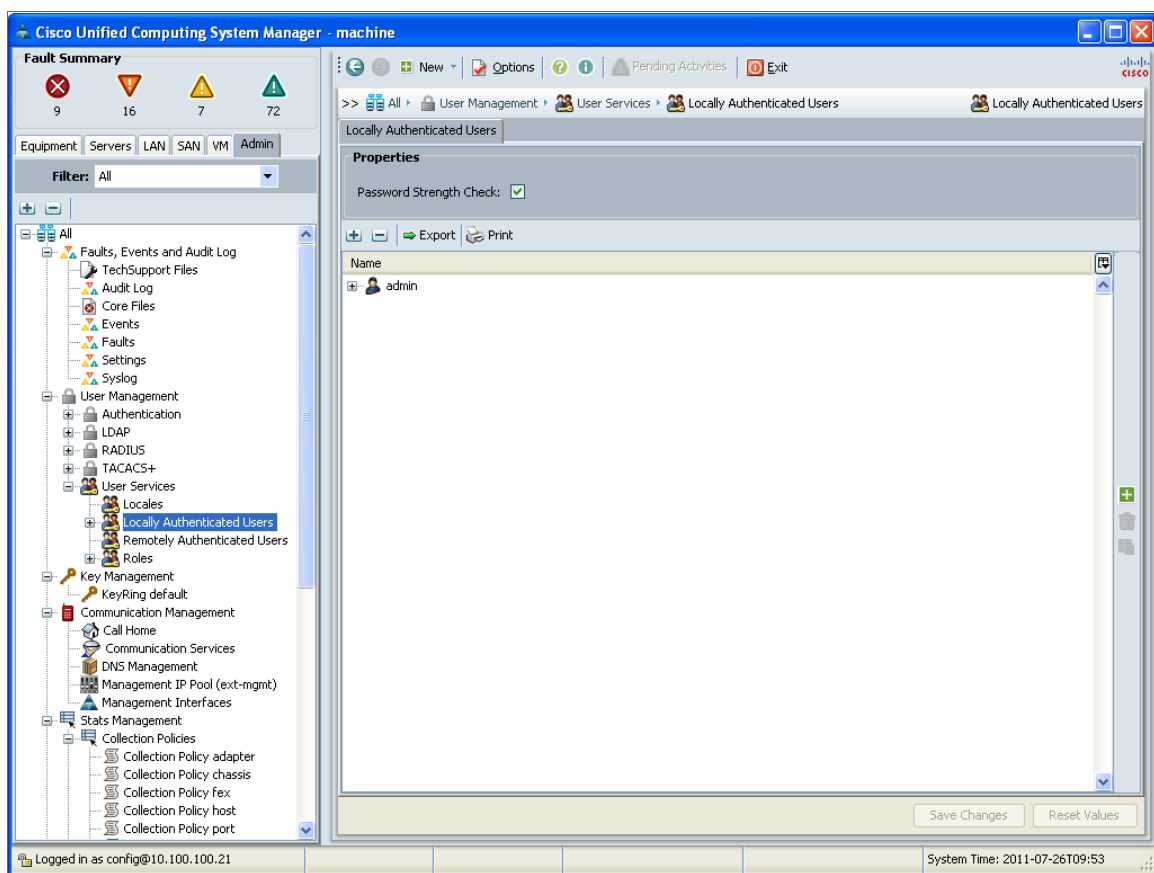 Cisco Unified Computing System Manager - machine
Fault Summary
9 16 7 72
New Options Pending Activities Exit
CISCO
>> All User Management User Services Locally Authenticated Users Locally Authenticated Users
Equipment Servers LAN SAN VM Admin
Filter: All
Locally Authenticated Users
Properties
Password Strength Check:
Export Print
Name
admin
All
Faults, Events and Audit Log
TechSupport Files
Audit Log
Core Files
Events
Faults
Settings
Syslog
User Management
Authentication
LDAP
RADIUS
TACACS+
User Services
Locales
Locally Authenticated Users
Remotely Authenticated Users
Roles
Key Management
KeyRing default
Communication Management
Call Home
Communication Services
DNS Management
Management IP Pool (ext-mgmt)
Management Interfaces
Stats Management
Collection Policies
Collection Policy adapter
Collection Policy chassis
Collection Policy fex
Collection Policy host
Collection Policy port
Save Changes Reset Values
Logged in as config@10.100.100.21
System Time: 2011-07-26T09:53